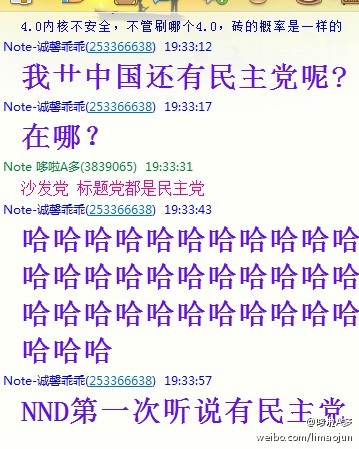 4.0内核不安全，不管刷哪个4.0，砖的概率是一样的
Note-诚馨乖乖(253366638) 19:33:12
我艹中国还有民主党呢?
Note-诚馨乖乖(253366638) 19:33:17
在哪？
Note 哆啦A多(3839065) 19:33:31
沙发党 标题党都是民主党
Note-诚馨乖乖(253366638) 19:33:43
哈哈哈哈哈哈哈哈哈哈哈
哈哈哈哈哈哈哈哈哈哈哈
哈哈哈哈哈哈哈哈哈哈哈
哈哈哈
Note-诚馨乖乖(253366638) 19:33:57
NND第一次听说有民主党
@哆啦A多
weibo.com/limaojun